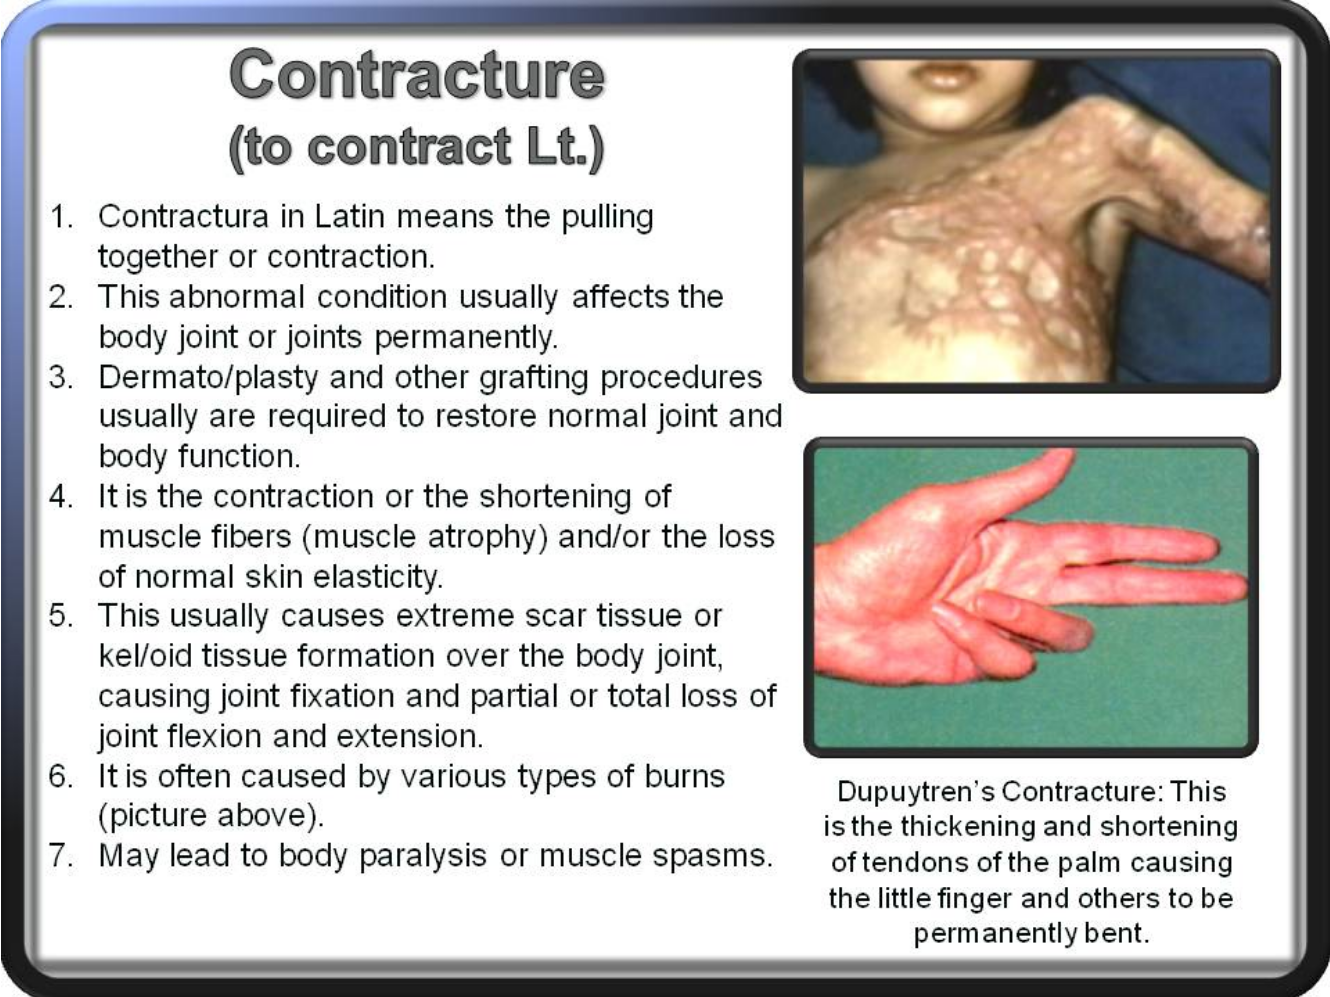 Contracture
(to contract Lt.)
1. Contractura in Latin means the pulling
together or contraction.
2. This abnormal condition usually affects the
body joint or joints permanently.
3. Dermato/plasty and other grafting procedures
usually are required to restore normal joint and
body function.
4. It is the contraction or the shortening of
muscle fibers (muscle atrophy) and/or the loss
of normal skin elasticity.
5. This usually causes extreme scar tissue or
kel/oid tissue formation over the body joint,
causing joint fixation and partial or total loss of
joint flexion and extension.
6. It is often caused by various types of burns
(picture above).
7. May lead to body paralysis or muscle spasms.
Dupuytren’s Contracture: This
is the thickening and shortening
of tendons of the palm causing
the little finger and others to be
permanently bent.